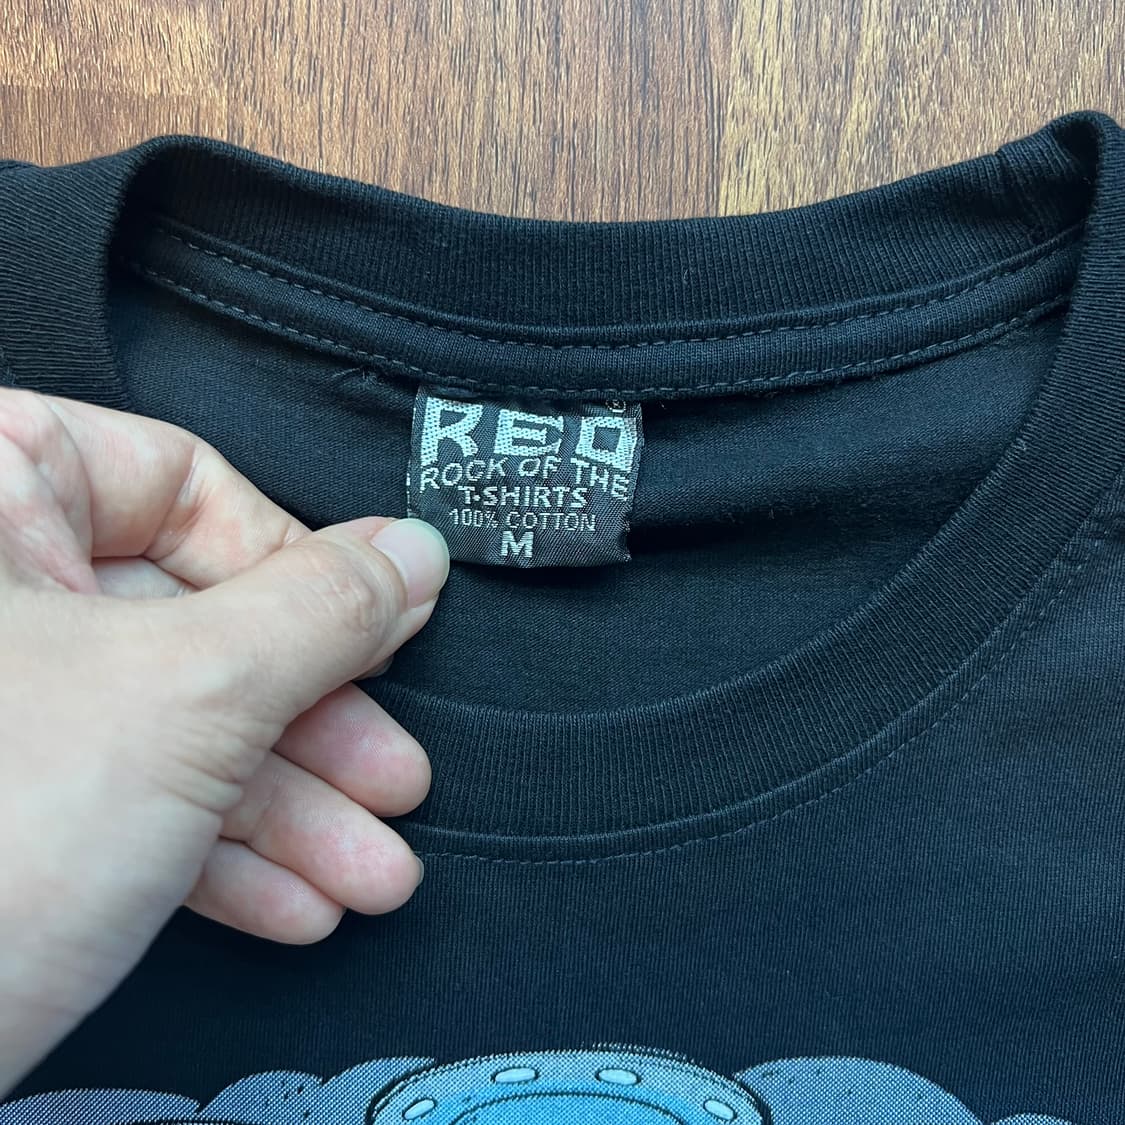 REO ®
ROCK OF THE
T-SHIRTS
100% COTTON
M